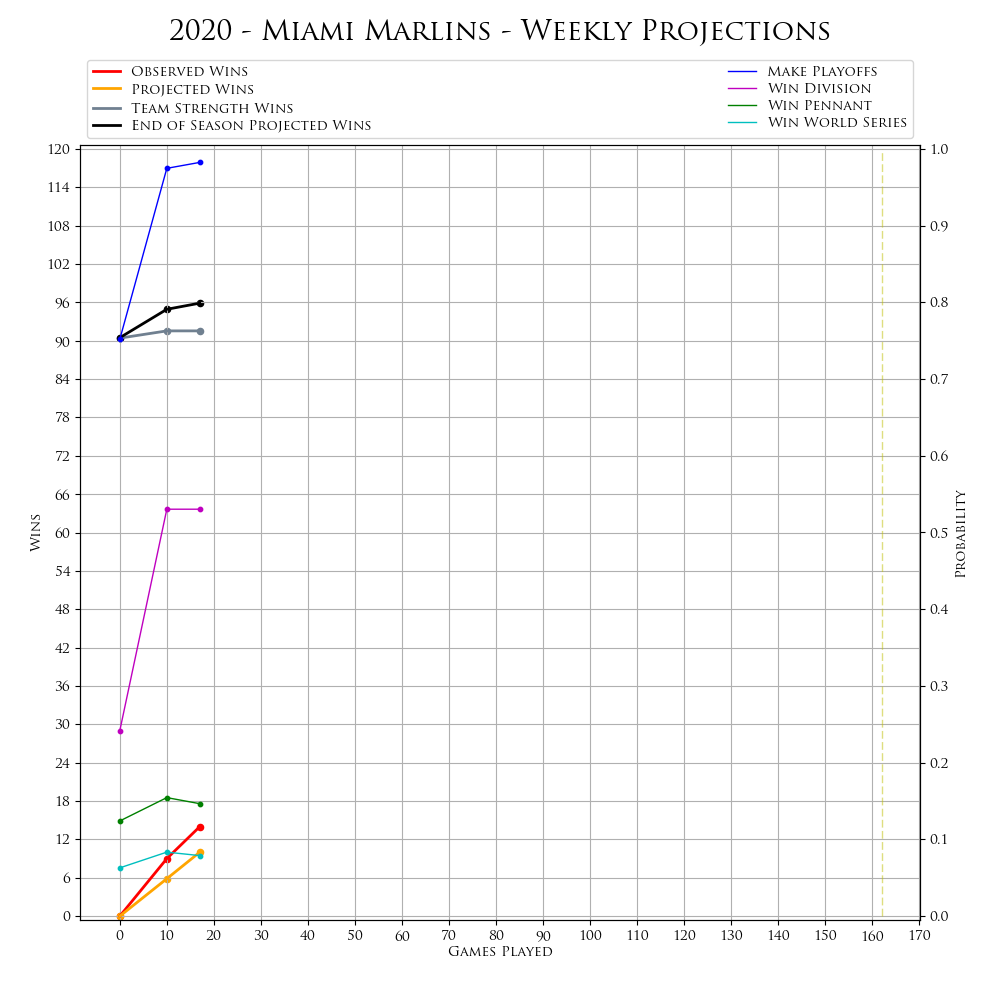 2020 - Miami Marlins - Weekly Projections
Observed Wins
Projected Wins
Team Strength Wins
End of Season Projected Wins
Make Playoffs
Win Division
Win Pennant
Win World Series
120
114
108
102
96
90
84
78
72
66
60
54
48
42
36
30
24
18
12
6
0
Wins
1.0
0.9
0.8
0.7
0.6
0.5
0.4
0.3
0.2
0.1
0.0
Probability
0 10 20 30 40 50 60 70 80 90 100 110 120 130 140 150 160 170
Games Played